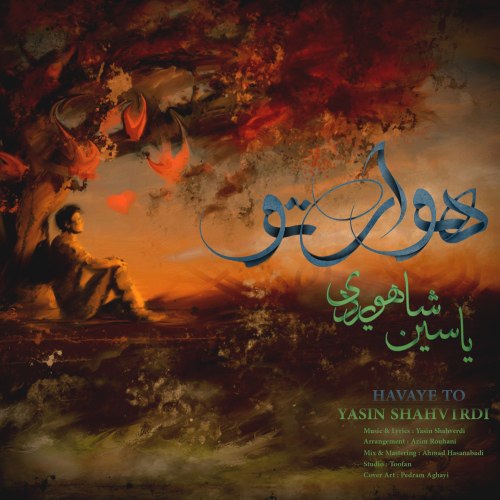 هوای تو
یاسین شاهوردی
HAVAYE TO
YASIN SHAHVIRDI
Music & Lyrics : Yasin Shahverdi
Arrangement : Azim Rouhani
Mix & Mastering : Ahmad Hasanabadi
Studio : Toofan
Cover Art : Pedram Aghayi